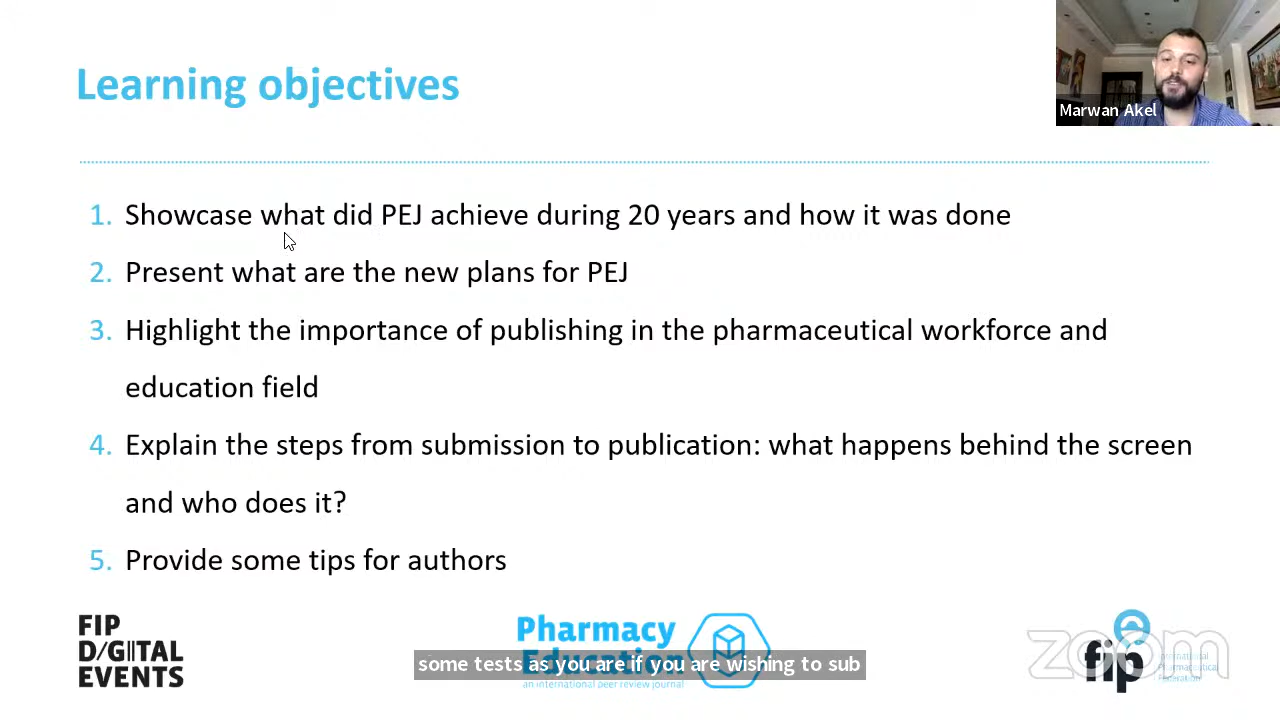 Learning objectives
Marwan Akel
1. Showcase what did PEJ achieve during 20 years and how it was done
2. Present what are the new plans for PEJ
3. Highlight the importance of publishing in the pharmaceutical workforce and
education field
4. Explain the steps from submission to publication: what happens behind the screen
and who does it?
5. Provide some tips for authors
FIP
DIGITAL
EVENTS
Pharmacy
Education
an international peer review journal
some tests as you are if you are wishing to sub
fip
International
Pharmaceutical
Federation
zoom